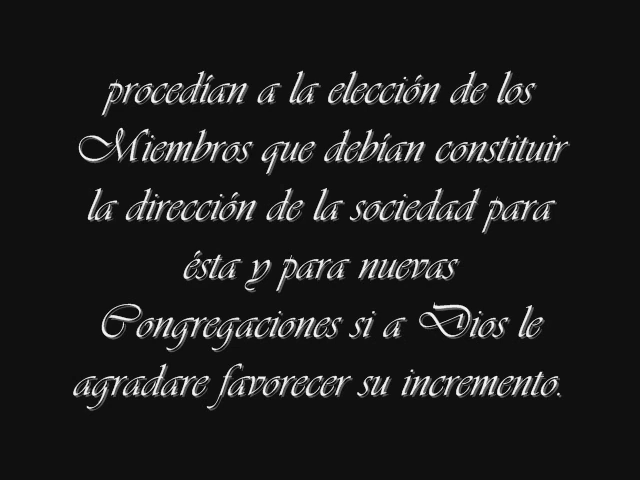 procedían a la elección de los
Miembros que debían constituir
la dirección de la sociedad para
ésta y para nuevas
Congregaciones si a Dios le
agradare favorecer su incremento.